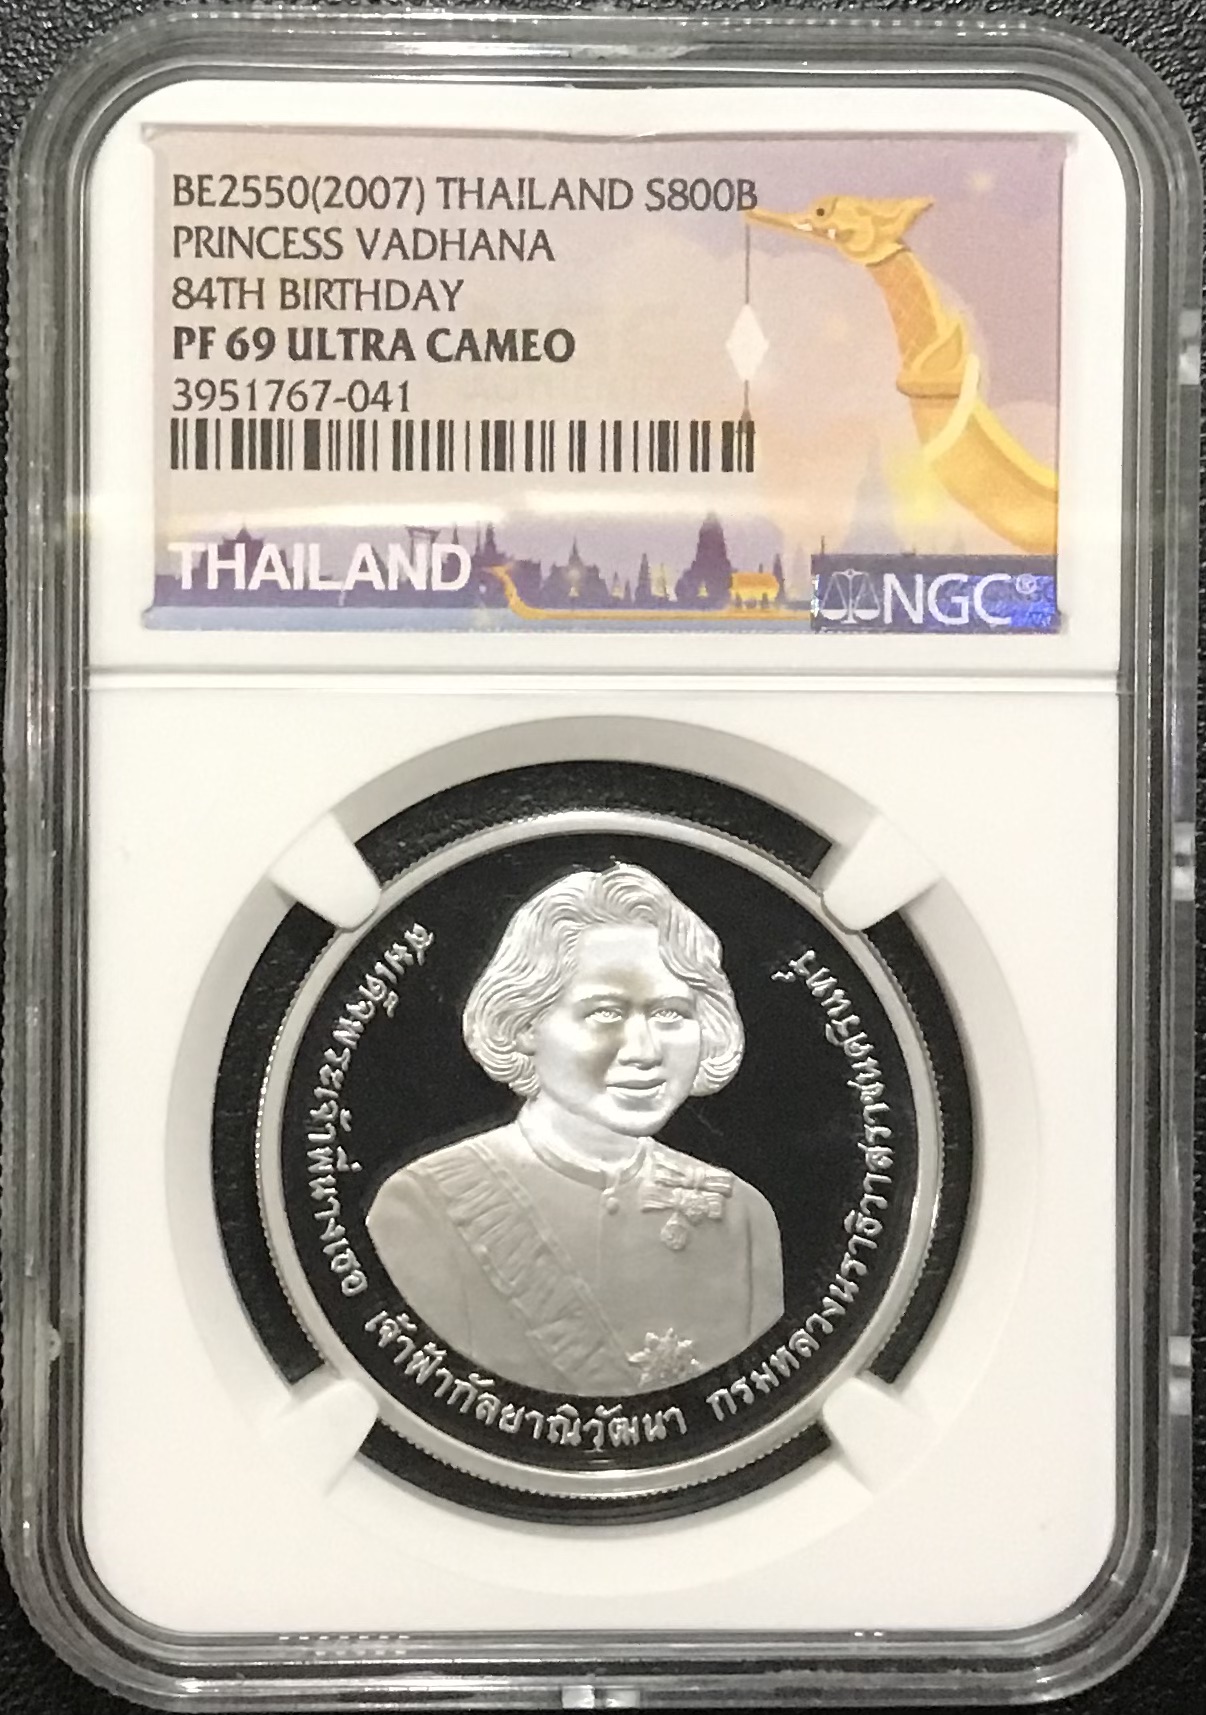 BE2550(2007) THAILAND S800B
PRINCESS VADHANA
84TH BIRTHDAY
PF 69 ULTRA CAMEO
3951767-041
THAILAND
NGC®
สมเด็จพระเจ้าพี่นางเธอ เจ้าฟ้ากัลยาณิวัฒนา กรมหลวงนราธิวาสราชนครินทร์